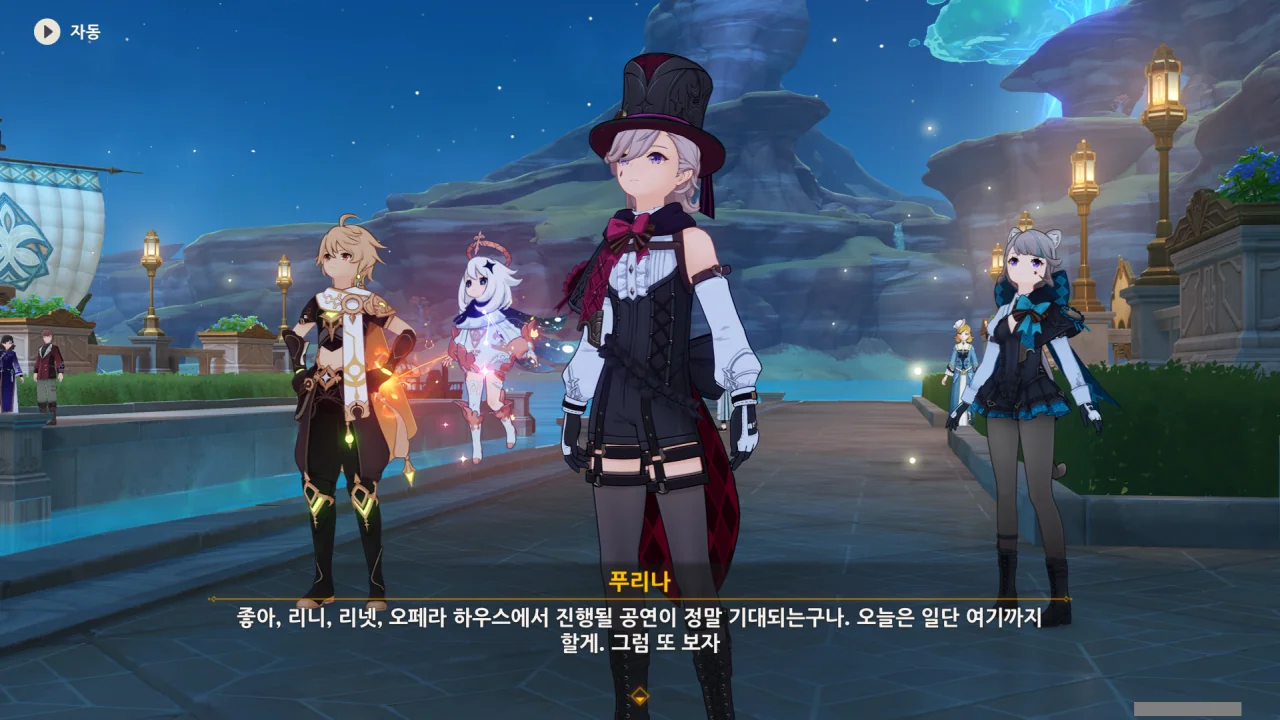 자동
푸리나
좋아, 리니, 리넷, 오페라 하우스에서 진행될 공연이 정말 기대되는구나. 오늘은 일단 여기까지
할게. 그럼 또 보자